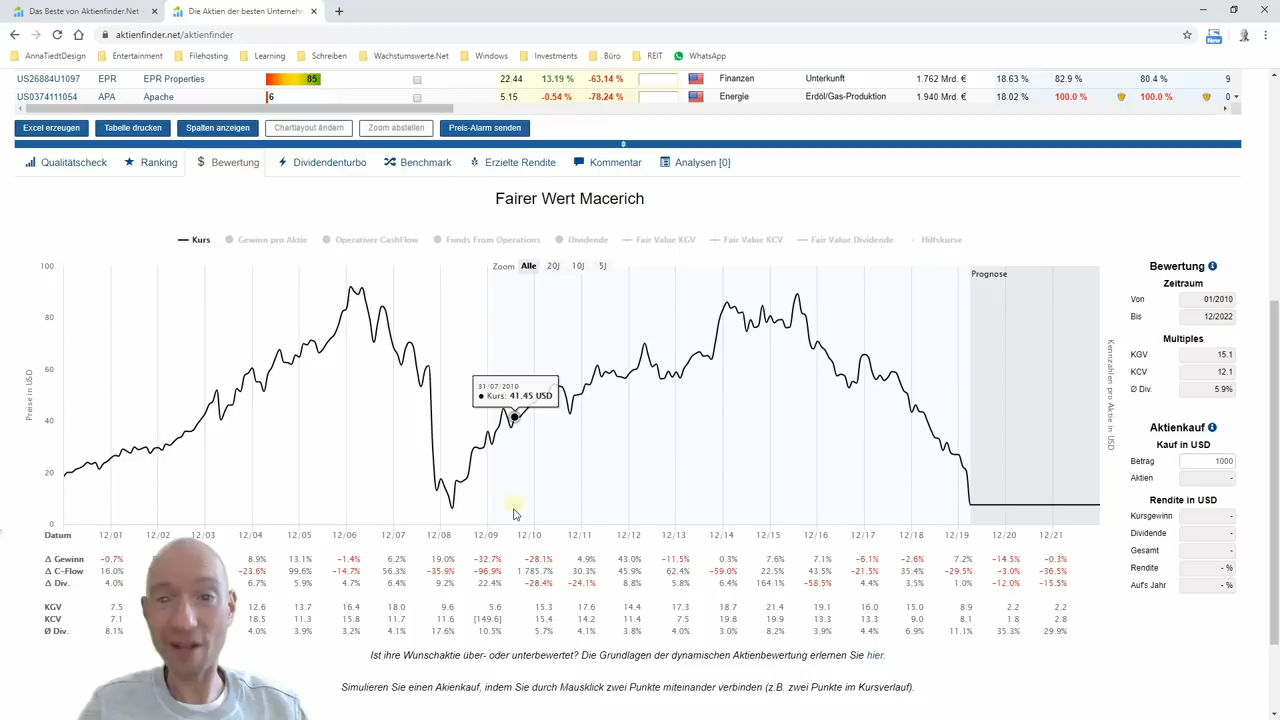 Das Beste von Aktienfinder.Net - ×
Die Aktien der besten Unternehm ×
aktienfinder.net/aktienfinder
New
AnnaTiedtDesign Entertainment Filehosting Learning Schreiben Wachstumswerte.Net Windows Investments Büro REIT WhatsApp
US26884U1097 EPR EPR Properties 85 22.44 13.19 % -63.14 % Finanzen Unterkunft 1.762 Mrd. € 18.63 % 82.9 % 80.4 % 9
US0374111054 APA Apache 6 5.15 -0.54 % -78.24 % Energie Erdöl/Gas-Produktion 1.940 Mrd. € 18.02 % 100.0 % 100.0 % 0
Excel erzeugen Tabelle drucken Spalten anzeigen Chartlayout ändern Zoom abstellen Preis-Alarm senden
Qualitätscheck Ranking $ Bewertung Dividendenturbo Benchmark Erzielte Rendite Kommentar Analysen [0]
Fairer Wert Macerich
Kurs Gewinn pro Aktie Operativer CashFlow Funds From Operations Dividende Fair Value KGV Fair Value KCV Fair Value Dividende Hilfskurse
Zoom Alle 20J 10J 5J
Prognose
100
80
60
40
20
0
Preise in USD
Kennzahlen pro Aktie in USD
31/07/2010
Kurs: 41.45 USD
Datum 12/01 12/02 12/03 12/04 12/05 12/06 12/07 12/08 12/09 12/10 12/11 12/12 12/13 12/14 12/15 12/16 12/17 12/18 12/19 12/20 12/21
Δ Gewinn -0.7% 8.9% 13.1% -1.4% 6.2% 19.0% -32.7% -28.1% 4.9% 43.0% -11.5% 0.3% 7.6% 7.1% -6.1% -2.6% 7.2% -14.5% -0.3%
Δ C-Flow 16.0% -23.6% 99.6% -14.7% 56.3% -35.9% -96.9% 1 785.7% 30.3% 45.9% 62.4% -59.0% 22.5% 43.5% -21.5% 35.4% -29.5% -3.0% -36.5%
Δ Div. 4.0% 6.7% 5.9% 4.7% 6.4% 9.2% 22.4% -28.4% -24.1% 8.8% 5.8% 6.4% 164.1% -58.5% 4.4% 3.5% 1.0% -12.0% -15.5%
KGV 7.5 12.6 13.7 16.4 18.0 9.6 5.6 15.3 17.6 14.4 17.3 18.7 21.4 19.1 16.0 15.0 8.9 2.2 2.2
KCV 7.1 18.5 11.3 15.8 11.7 11.6 [149.6] 15.4 14.2 11.4 7.5 19.8 19.9 13.3 13.3 9.0 8.1 1.8 2.8
Ø Div. 8.1% 4.0% 3.9% 3.2% 4.1% 17.6% 10.5% 5.7% 4.1% 3.8% 4.0% 3.0% 8.2% 3.9% 4.4% 6.9% 11.1% 35.3% 29.9%
Ist ihre Wunschaktie über- oder unterbewertet? Die Grundlagen der dynamischen Aktienbewertung erlernen Sie hier.
Simulieren Sie einen Akienkauf, indem Sie durch Mausklick zwei Punkte miteinander verbinden (z.B. zwei Punkte im Kursverlauf).
Bewertung
Zeitraum
Von 01/2010
Bis 12/2022
Multiples
KGV 15.1
KCV 12.1
Ø Div. 5.9%
Aktienkauf
Kauf in USD
Betrag 1000
Aktien -
Rendite in USD
Kursgewinn -
Dividende -
Gesamt -
Rendite - %
Auf's Jahr - %